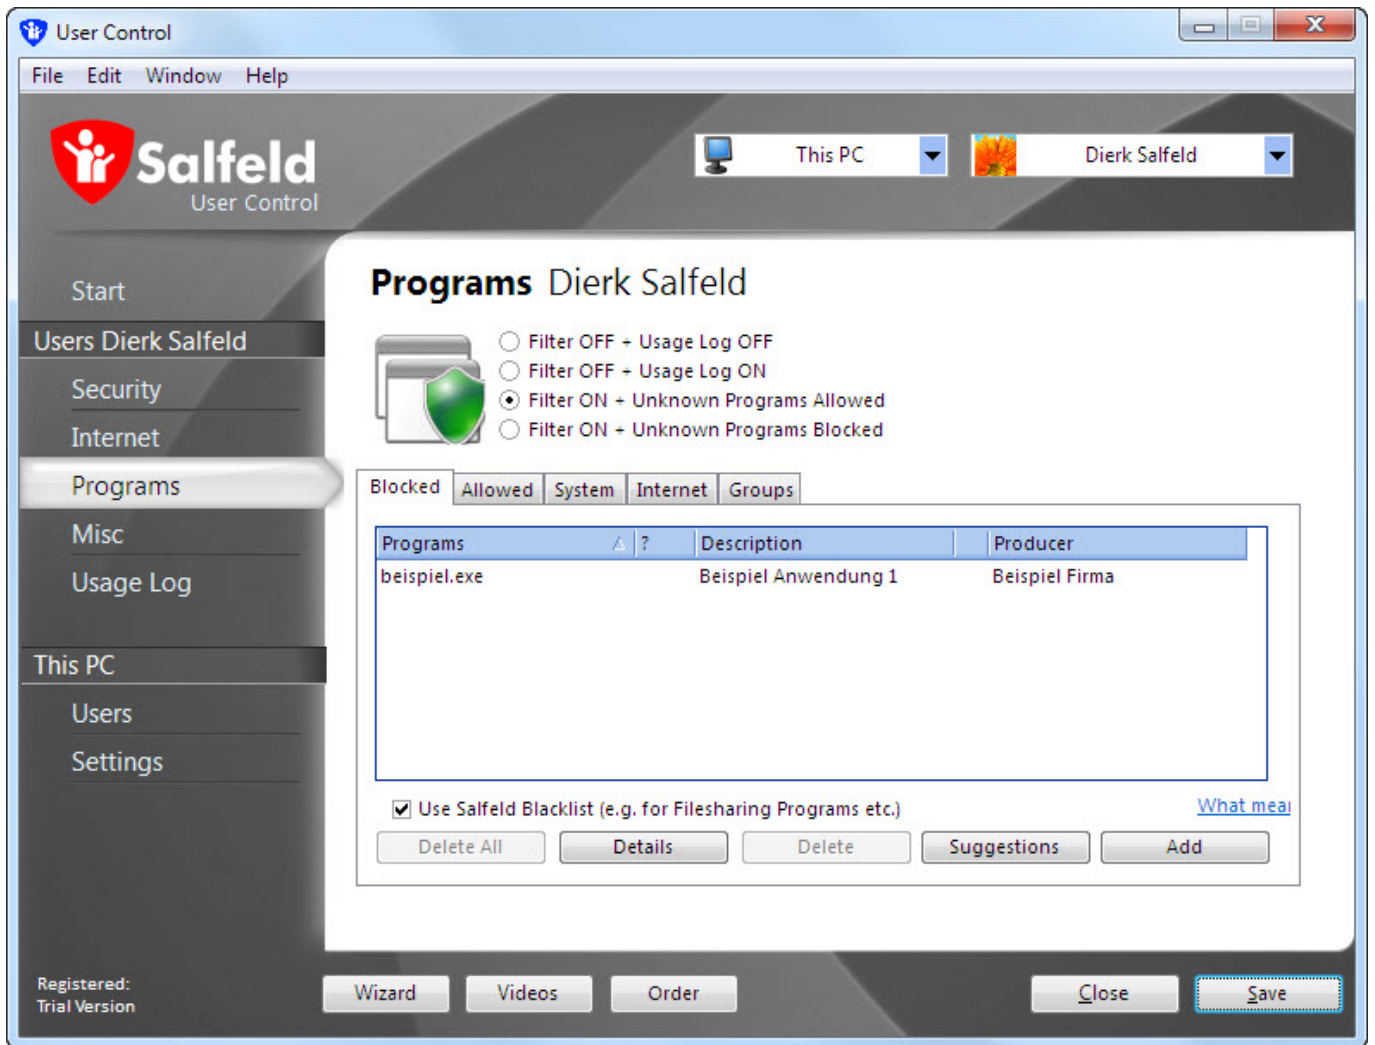 User Control
File Edit Window Help
Salfeld
User Control
This PC
Dierk Salfeld
Start
Users Dierk Salfeld
Security
Internet
Programs
Misc
Usage Log
This PC
Users
Settings
Programs Dierk Salfeld
Filter OFF + Usage Log OFF
Filter OFF + Usage Log ON
Filter ON + Unknown Programs Allowed
Filter ON + Unknown Programs Blocked
Blocked Allowed System Internet Groups
Programs ? Description Producer
beispiel.exe Beispiel Anwendung 1 Beispiel Firma
Use Salfeld Blacklist (e.g. for Filesharing Programs etc.) What mea
Delete All Details Delete Suggestions Add
Registered:
Trial Version
Wizard Videos Order Close Save